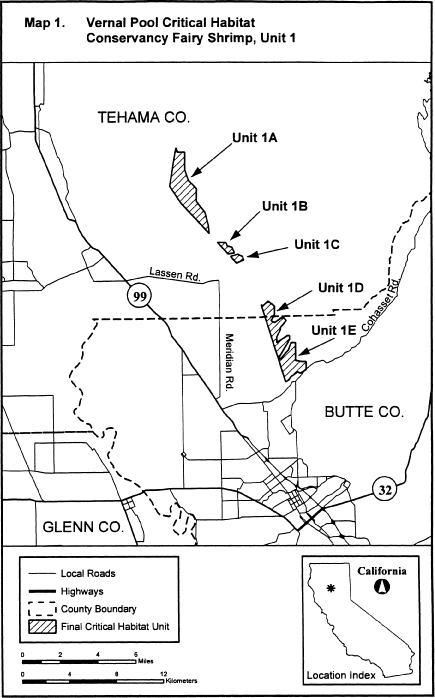 Map 1. Vernal Pool Critical Habitat
Conservancy Fairy Shrimp, Unit 1
TEHAMA CO.
Unit 1A
Unit 1B
Unit 1C
Lassen Rd.
Unit 1D
99
Cohasset Rd.
Unit 1E
Meridian Rd.
BUTTE CO.
32
GLENN CO.
Local Roads
Highways
County Boundary
Final Critical Habitat Unit
0 2 4 6
Miles
0 4 8 12
Kilometers
California
Location Index